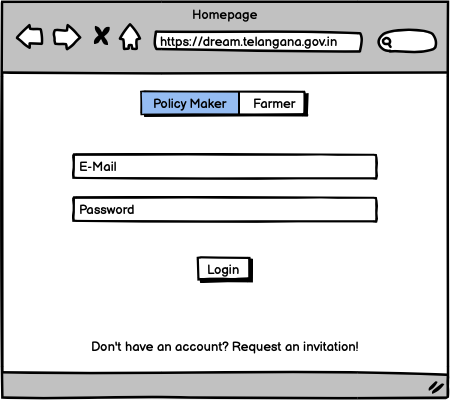 Homepage
https://dream.telangana.gov.in
Policy Maker Farmer
E-Mail
Password
Login
Don't have an account? Request an invitation!